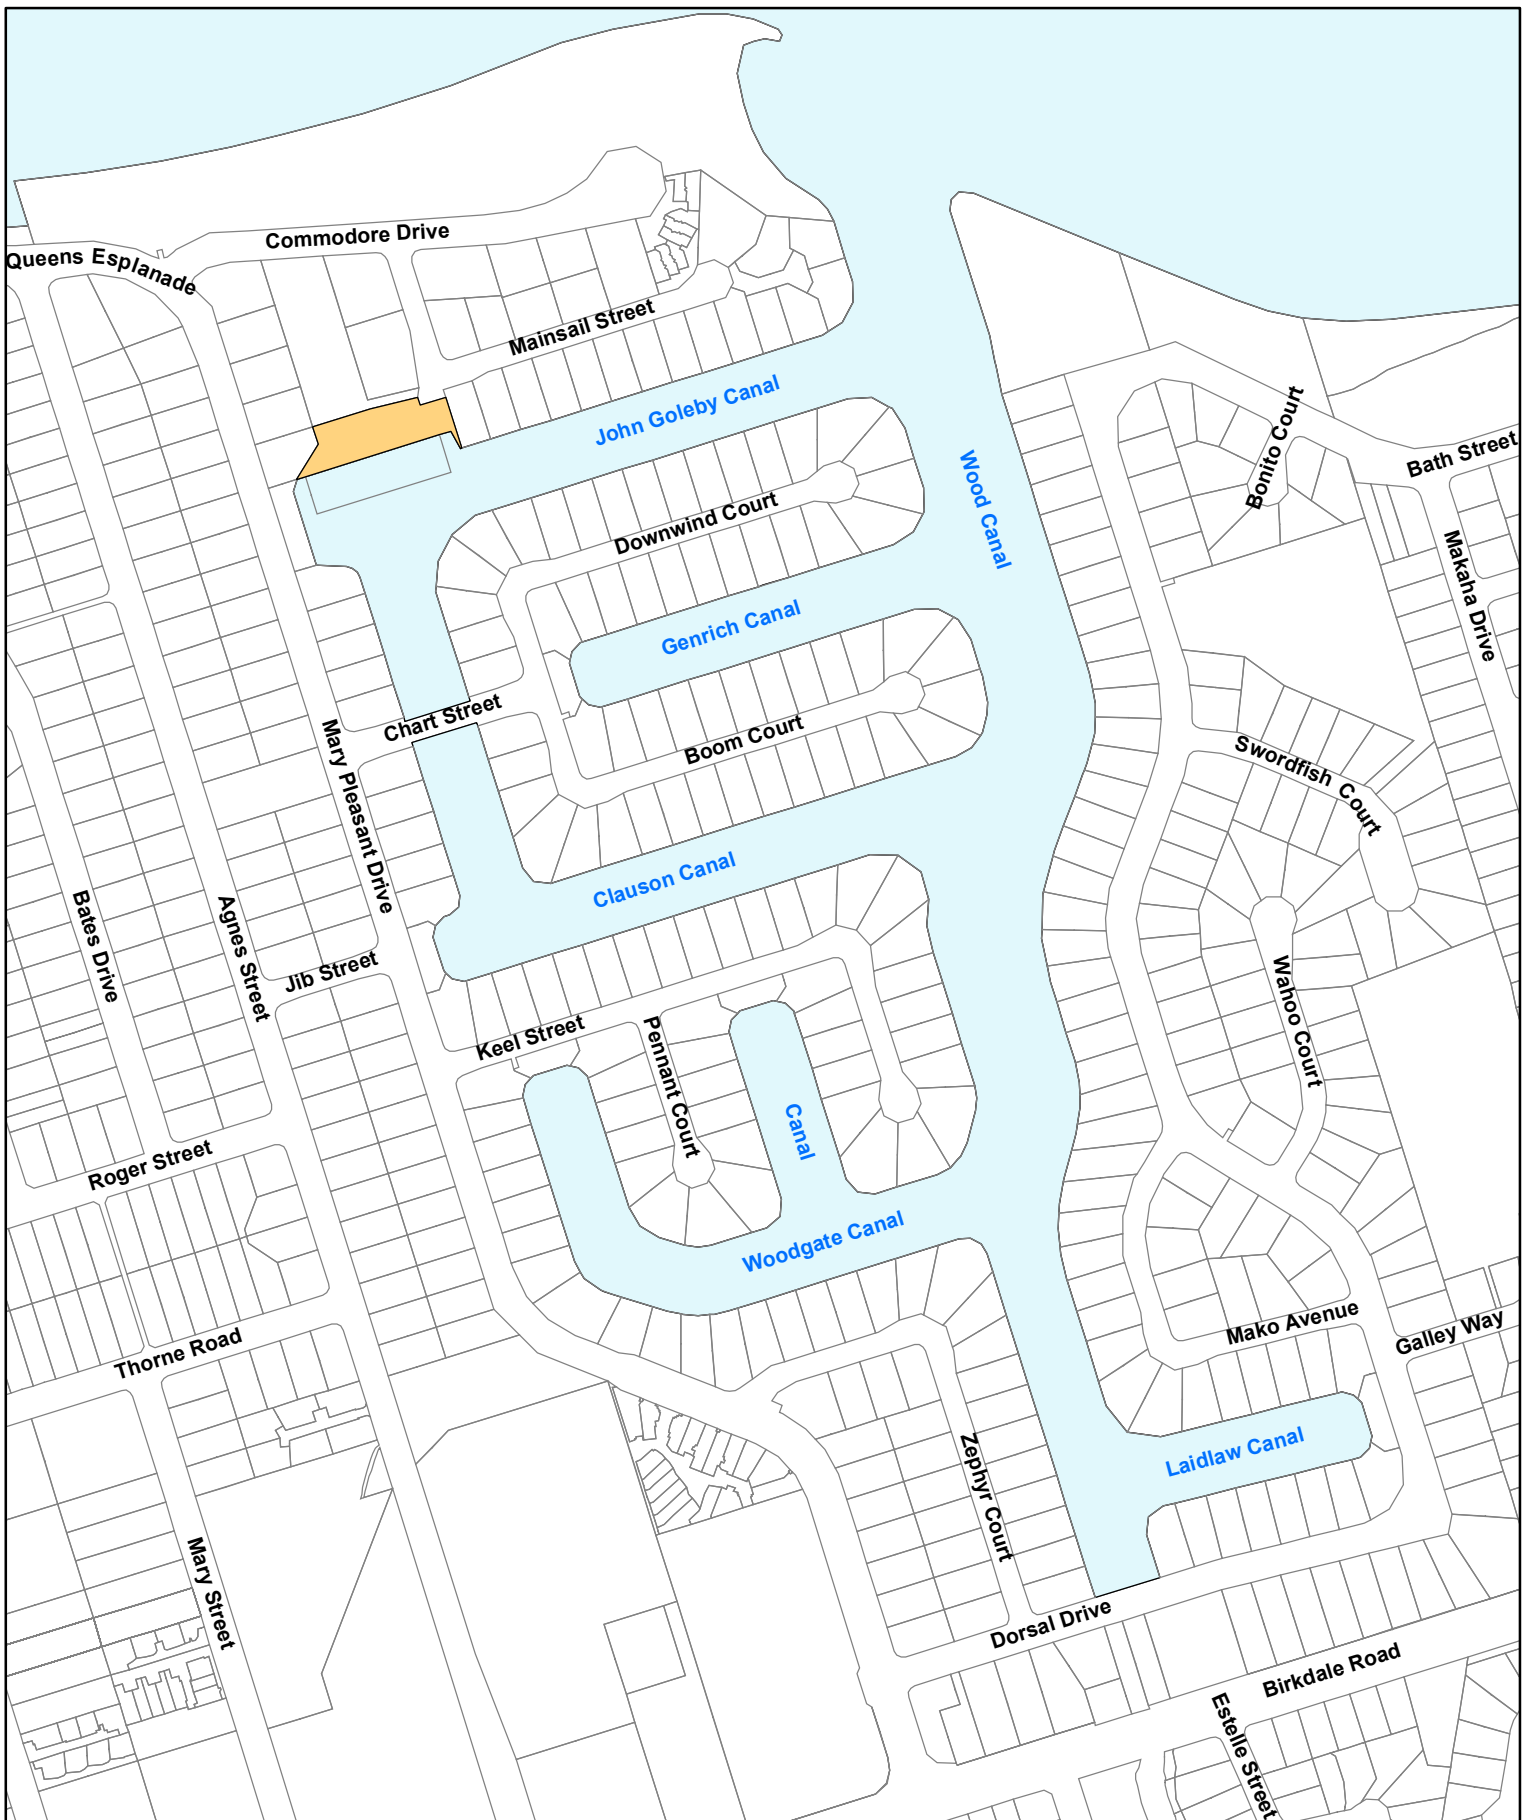 Commodore Drive
Queens Esplanade
Mainsail Street
John Goleby Canal
Bonito Court
Bath Street
Wood Canal
Downwind Court
Makaha Drive
Genrich Canal
Chart Street
Boom Court
Mary Pleasant Drive
Swordfish Court
Clauson Canal
Bates Drive
Agnes Street
Jib Street
Keel Street
Pennant Court
Wahoo Court
Canal
Roger Street
Woodgate Canal
Mako Avenue
Galley Way
Thorne Road
Zephyr Court
Laidlaw Canal
Mary Street
Dorsal Drive
Birkdale Road
Estelle Street